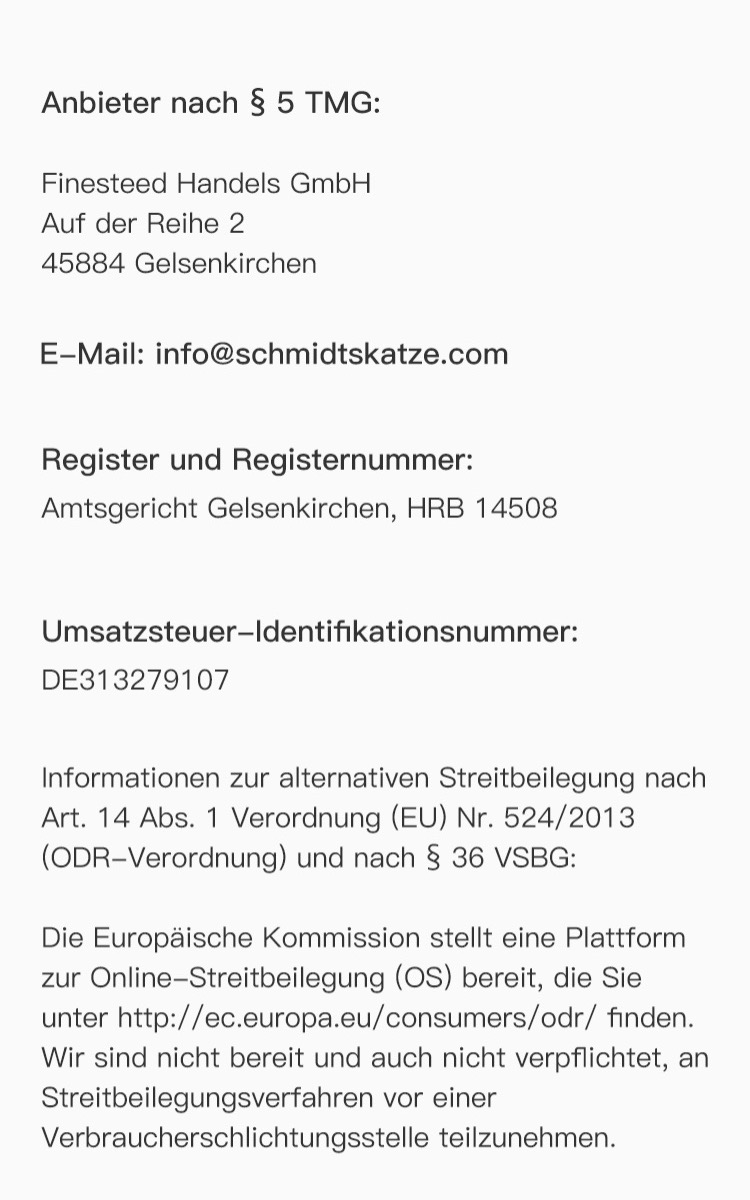 Anbieter nach § 5 TMG:
Finesteed Handels GmbH
Auf der Reihe 2
45884 Gelsenkirchen
E-Mail: info@schmidtskatze.com
Register und Registernummer:
Amtsgericht Gelsenkirchen, HRB 14508
Umsatzsteuer-Identifikationsnummer:
DE313279107
Informationen zur alternativen Streitbeilegung nach
Art. 14 Abs. 1 Verordnung (EU) Nr. 524/2013
(ODR-Verordnung) und nach § 36 VSBG:
Die Europäische Kommission stellt eine Plattform
zur Online-Streitbeilegung (OS) bereit, die Sie
unter http://ec.europa.eu/consumers/odr/ finden.
Wir sind nicht bereit und auch nicht verpflichtet, an
Streitbeilegungsverfahren vor einer
Verbraucherschlichtungsstelle teilzunehmen.